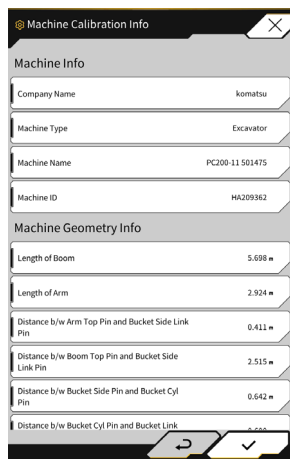 Machine Calibration Info
Machine Info
Company Name komatsu
Machine Type Excavator
Machine Name PC200-11 501475
Machine ID HA209362
Machine Geometry Info
Length of Boom 5.698 m
Length of Arm 2.924 m
Distance b/w Arm Top Pin and Bucket Side Link
Pin 0.411 m
Distance b/w Boom Top Pin and Bucket Side
Link Pin 2.515 m
Distance b/w Bucket Side Pin and Bucket Cyl
Pin 0.642 m
Distance b/w Bucket Cyl Pin and Bucket Link